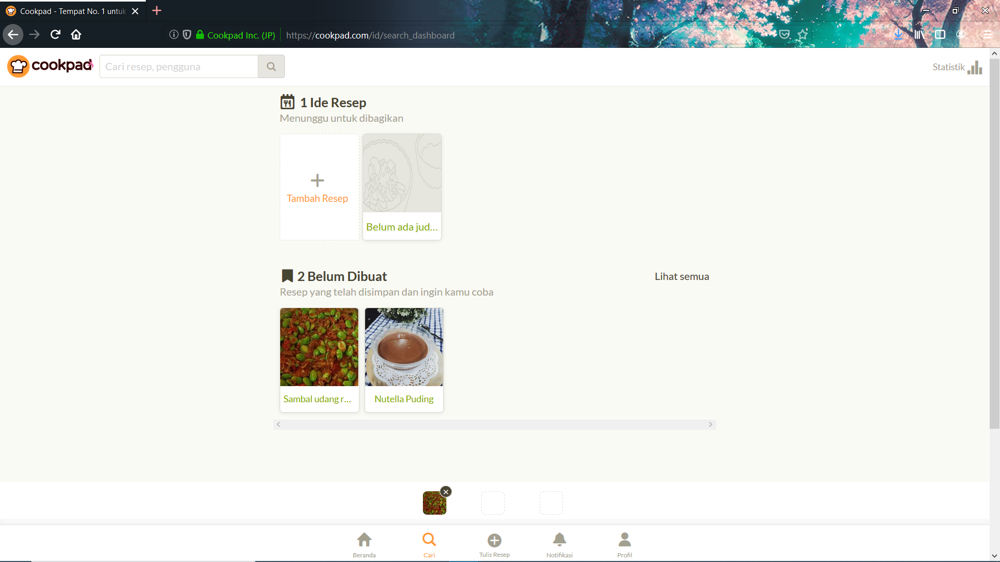 Cookpad - Tempat No. 1 untuk
Cookpad Inc. (JP)
https://cookpad.com/id/search_dashboard
cookpad
Cari resep, pengguna
Statistik
1 Ide Resep
Menunggu untuk dibagikan
Tambah Resep
Belum ada jud...
2 Belum Dibuat
Lihat semua
Resep yang telah disimpan dan ingin kamu coba
Sambal udang r...
Nutella Puding
Beranda
Cari
Tulis Resep
Notifikasi
Profil